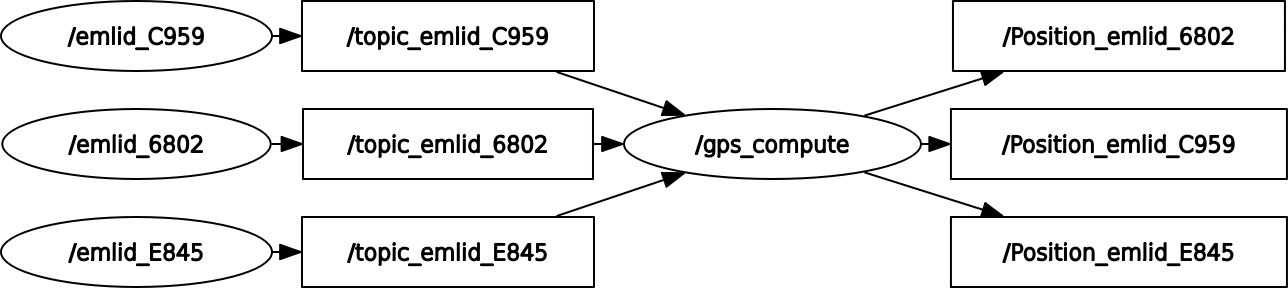 /emlid_C959
/topic_emlid_C959
/Position_emlid_6802
/emlid_6802
/topic_emlid_6802
/gps_compute
/Position_emlid_C959
/emlid_E845
/topic_emlid_E845
/Position_emlid_E845